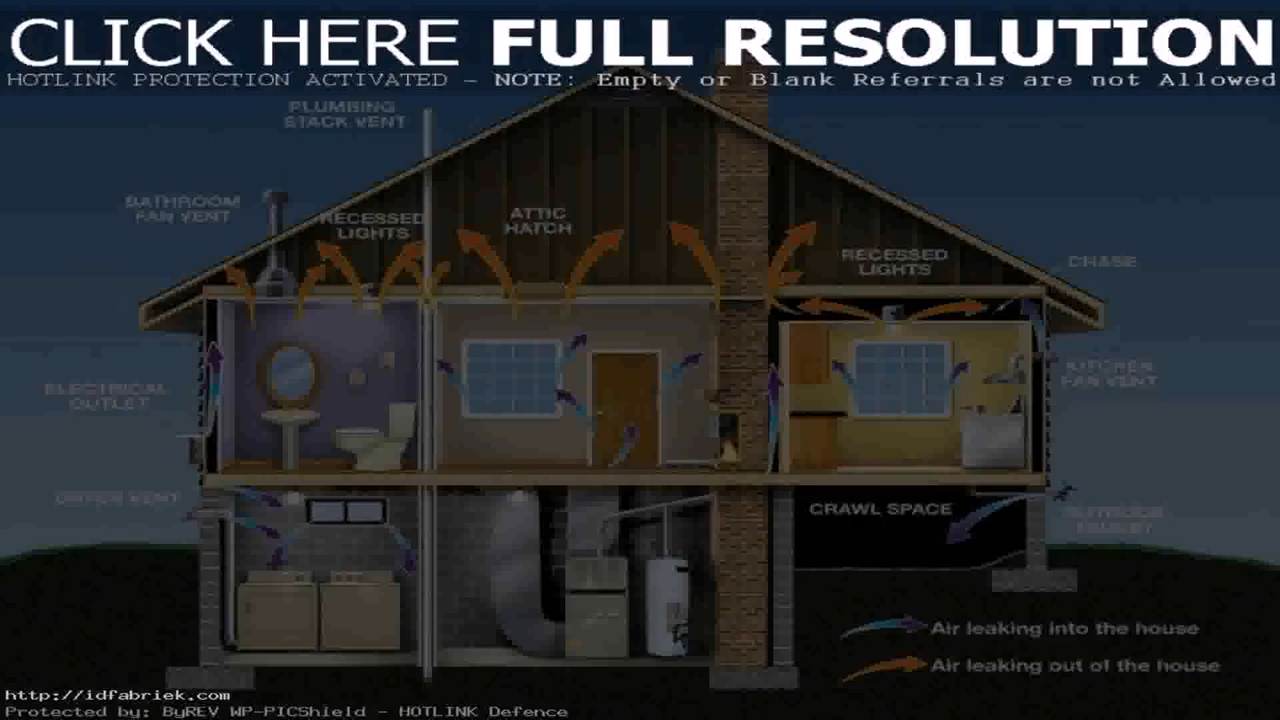 CLICK HERE FULL RESOLUTION
HOTLINK PROTECTION ACTIVATED – NOTE: Empty or Blank Referrals are not Allowed
PLUMBING
STACK VENT
BATHROOM
FAN VENT
RECESSED
LIGHTS
ATTIC
HATCH
RECESSED
LIGHTS
CHASE
ELECTRICAL
OUTLET
KITCHEN
FAN VENT
DRYER VENT
CRAWL SPACE
OUTDOOR
FAUCET
Air leaking into the house
Air leaking out of the house
http://idfabriek.com
Protected by: ByREV WP-PICShield – HOTLINK Defence